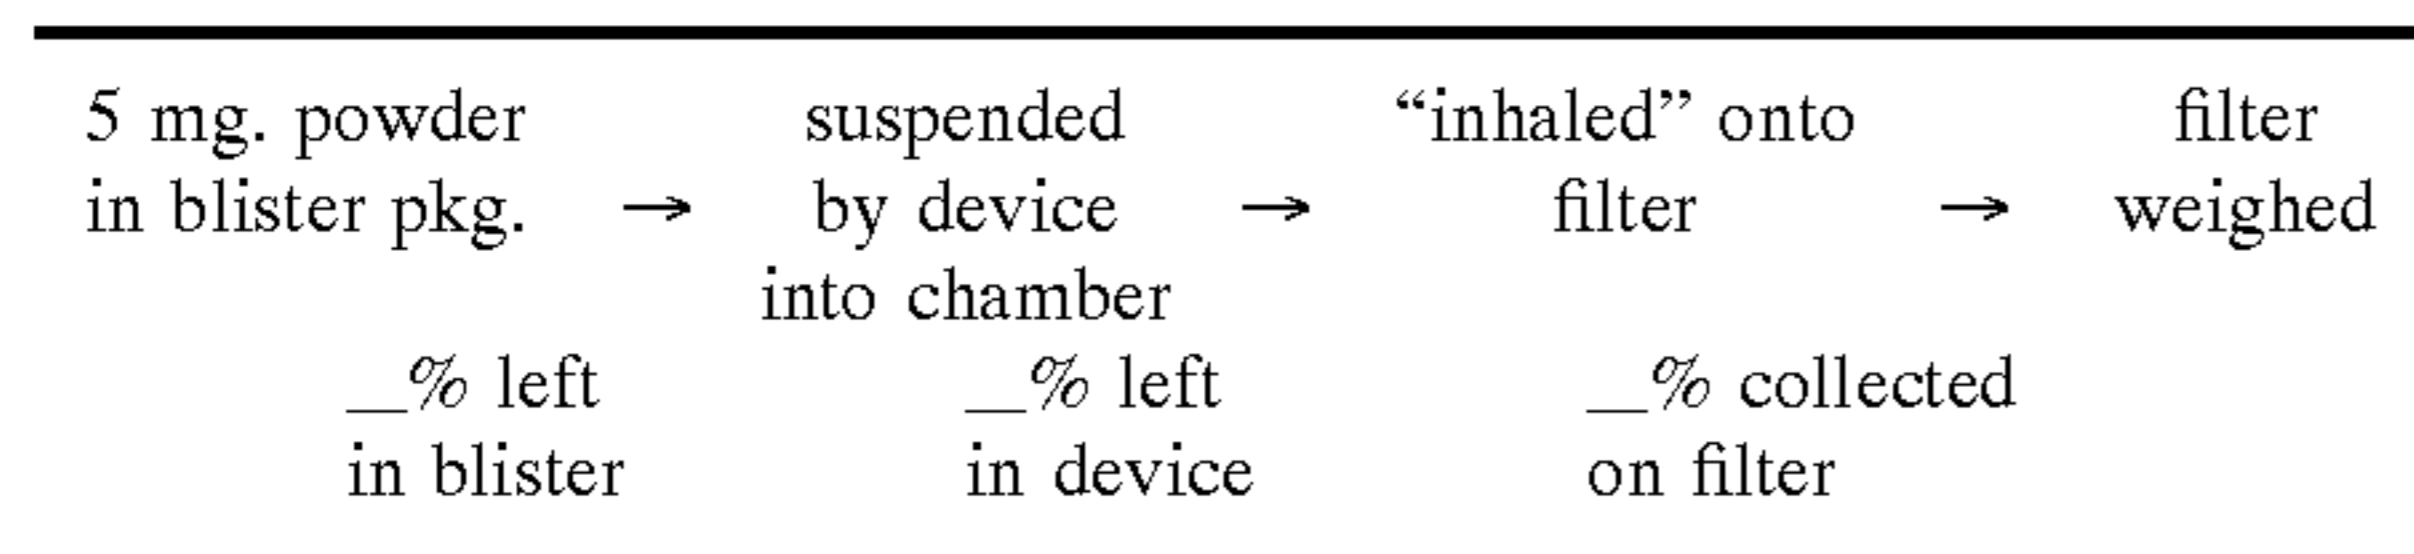 5 mg. powder suspended “inhaled” onto filter
in blister pkg. → by device → filter → weighed
into chamber
__% left __% left __% collected
in blister in device on filter